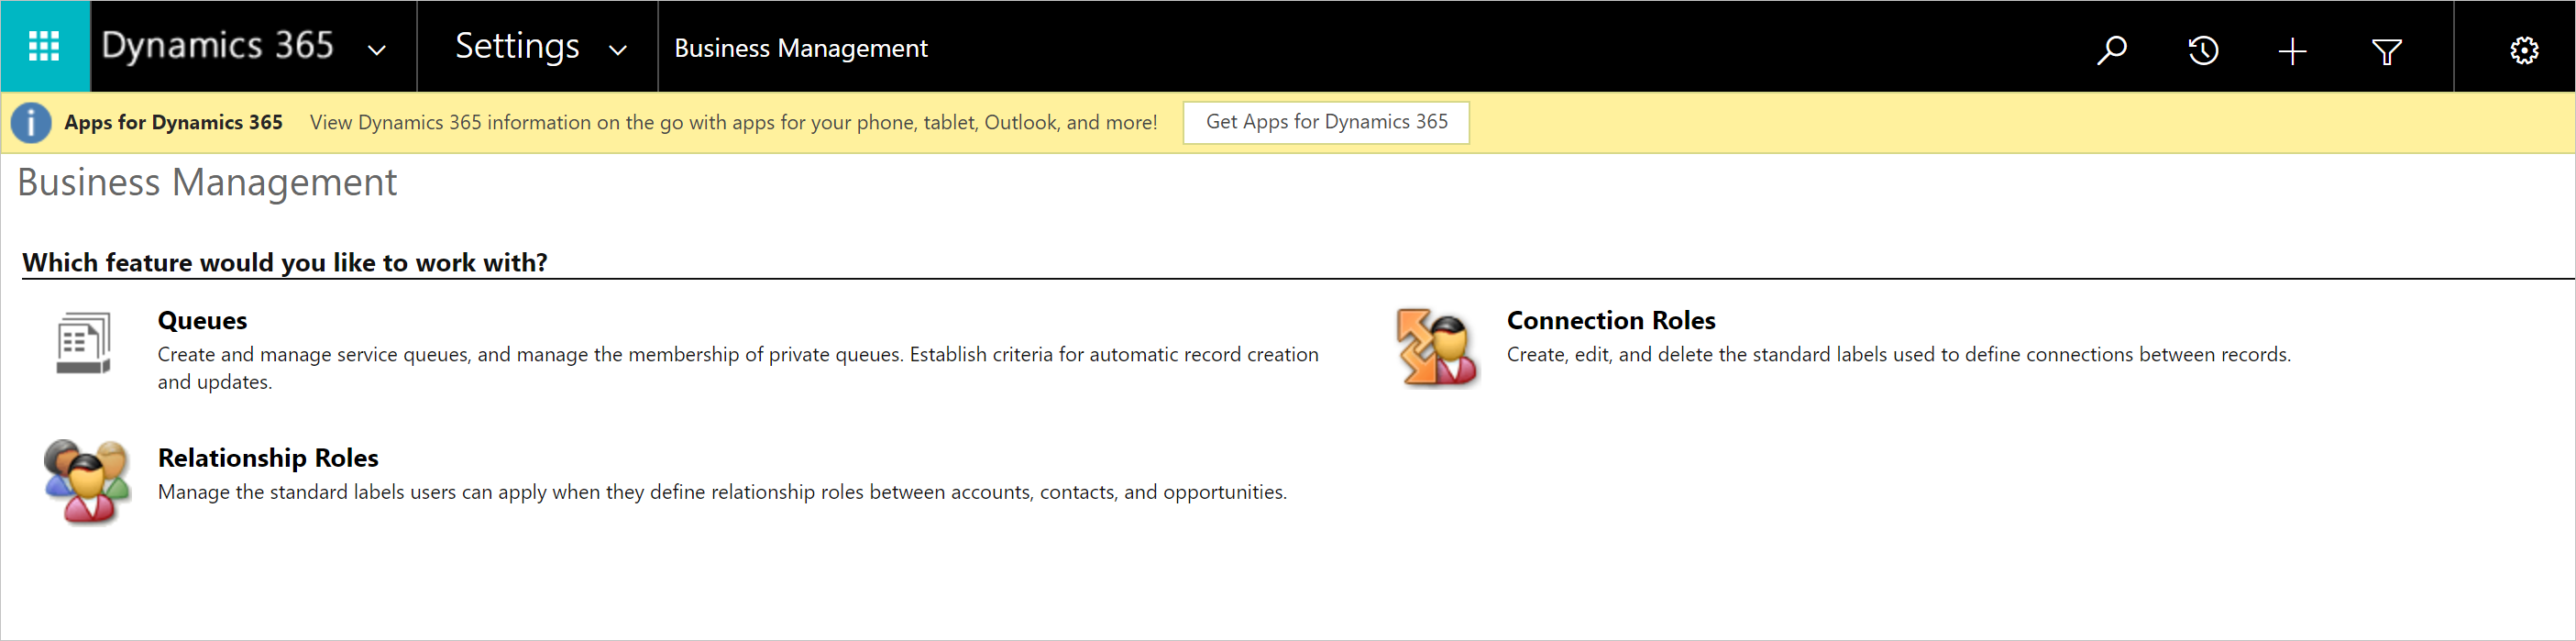 Dynamics 365 Settings Business Management
Apps for Dynamics 365 View Dynamics 365 information on the go with apps for your phone, tablet, Outlook, and more! Get Apps for Dynamics 365
Business Management
Which feature would you like to work with?
Queues
Create and manage service queues, and manage the membership of private queues. Establish criteria for automatic record creation
and updates.
Connection Roles
Create, edit, and delete the standard labels used to define connections between records.
Relationship Roles
Manage the standard labels users can apply when they define relationship roles between accounts, contacts, and opportunities.